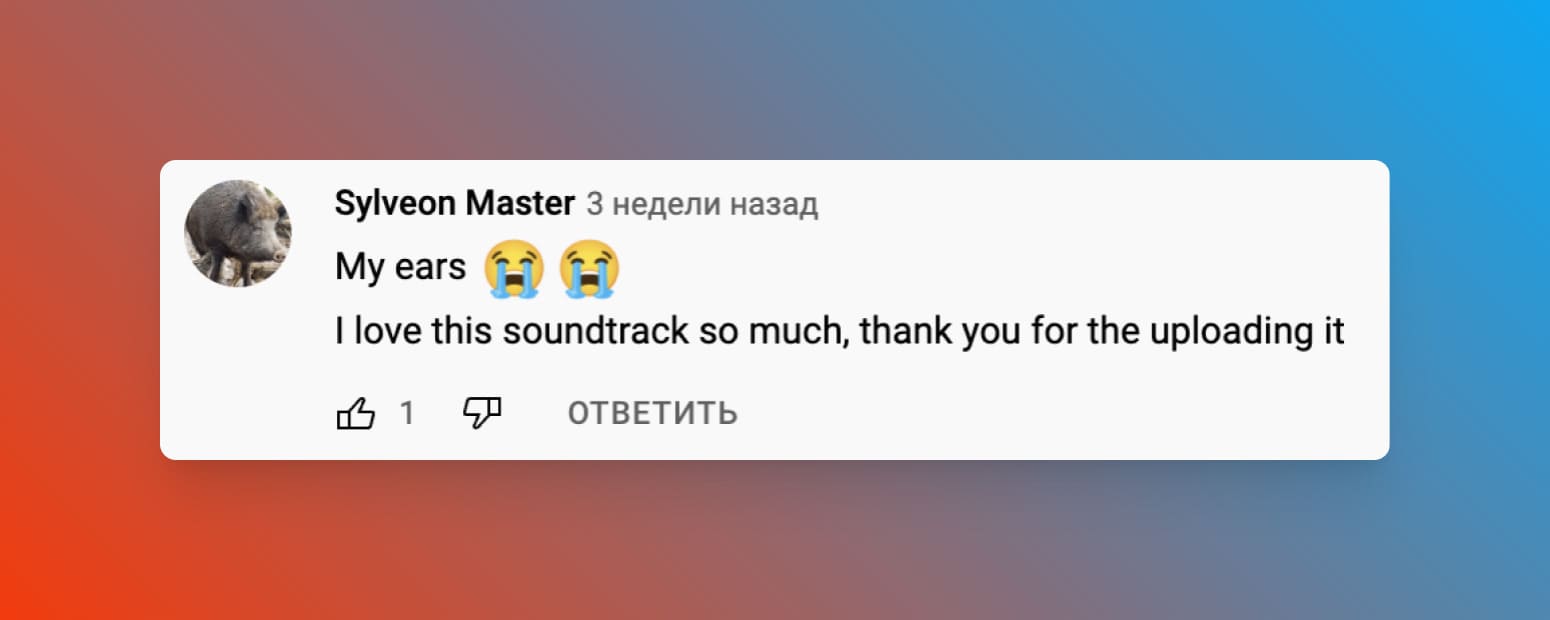 Sylveon Master 3 недели назад
My ears 😭😭
I love this soundtrack so much, thank you for the uploading it
1 ОТВЕТИТЬ